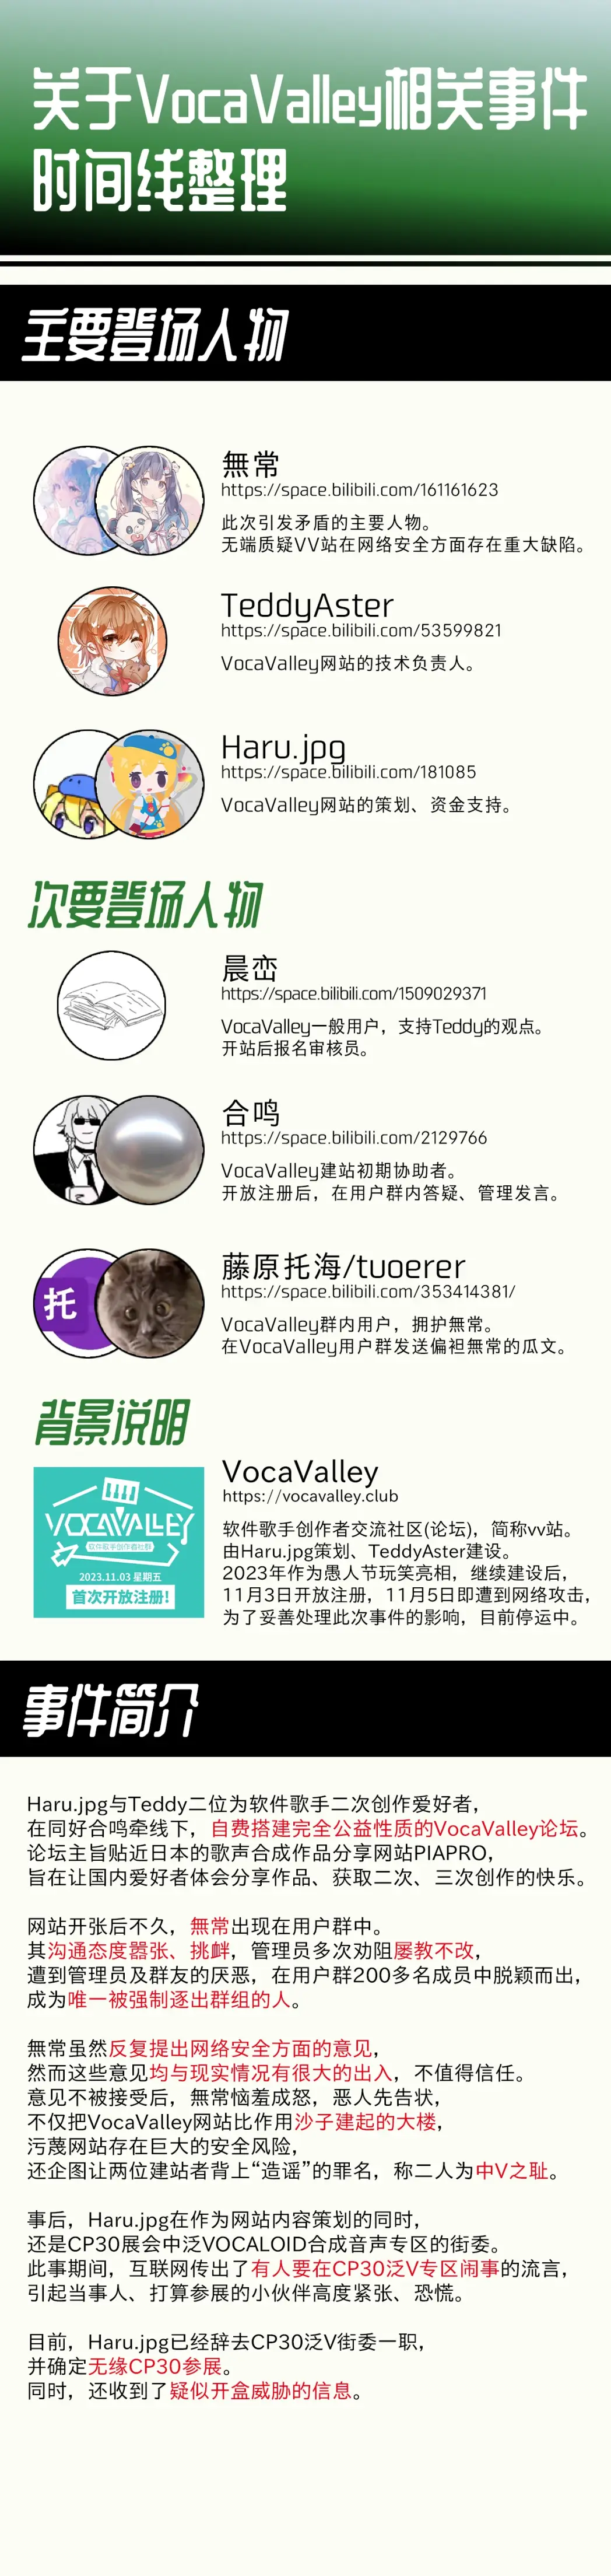 关于VocaValley相关事件
时间线整理
主要登场人物
無常
https://space.bilibili.com/161161623
此次引发矛盾的主要人物。
无端质疑VV站在网络安全方面存在重大缺陷。
TeddyAster
https://space.bilibili.com/53599821
VocaValley网站的技术负责人。
Haru.jpg
https://space.bilibili.com/181085
VocaValley网站的策划、资金支持。
次要登场人物
晨峦
https://space.bilibili.com/1509029371
VocaValley一般用户，支持Teddy的观点。
开站后报名审核员。
合鸣
https://space.bilibili.com/2129766
VocaValley建站初期协助者。
开放注册后，在用户群内答疑、管理发言。
托
藤原托海/tuoerer
https://space.bilibili.com/353414381/
VocaValley群内用户，拥护無常。
在VocaValley用户群发送偏袒無常的瓜文。
背景说明
VOCAVALLEY
软件歌手创作者社群
2023.11.03 星期五
首次开放注册!
VocaValley
https://vocavalley.club
软件歌手创作者交流社区(论坛)，简称vv站。
由Haru.jpg策划、TeddyAster建设。
2023年作为愚人节玩笑亮相，继续建设后，
11月3日开放注册，11月5日即遭到网络攻击，
为了妥善处理此次事件的影响，目前停运中。
事件简介
Haru.jpg与Teddy二位为软件歌手二次创作爱好者，
在同好合鸣牵线下，自费搭建完全公益性质的VocaValley论坛。
论坛主旨贴近日本的歌声合成作品分享网站PIAPRO，
旨在让国内爱好者体会分享作品、获取二次、三次创作的快乐。
网站开张后不久，無常出现在用户群中。
其沟通态度嚣张、挑衅，管理员多次劝阻屡教不改，
遭到管理员及群友的厌恶，在用户群200多名成员中脱颖而出，
成为唯一被强制逐出群组的人。
無常虽然反复提出网络安全方面的意见，
然而这些意见均与现实情况有很大的出入，不值得信任。
意见不被接受后，無常恼羞成怒，恶人先告状，
不仅把VocaValley网站比作用沙子建起的大楼，
污蔑网站存在巨大的安全风险，
还企图让两位建站者背上“造谣”的罪名，称二人为中V之耻。
事后，Haru.jpg在作为网站内容策划的同时，
还是CP30展会中泛VOCALOID合成音声专区的街委。
此事期间，互联网传出了有人要在CP30泛V专区闹事的流言，
引起当事人、打算参展的小伙伴高度紧张、恐慌。
目前，Haru.jpg已经辞去CP30泛V街委一职，
并确定无缘CP30参展。
同时，还收到了疑似开盒威胁的信息。